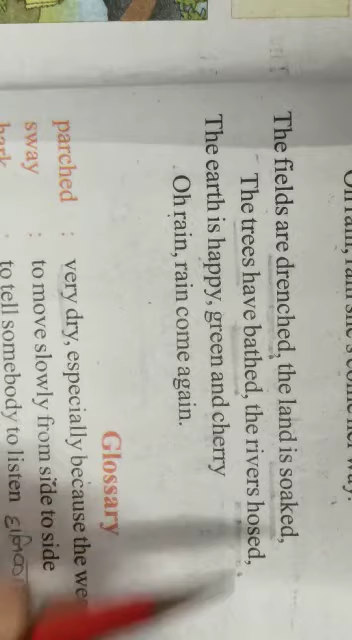 The fields are drenched, the land is soaked,
The trees have bathed, the rivers hosed,
The earth is happy, green and cherry
Oh rain, rain come again.
Glossary
parched : very dry, especially because the we
sway : to move slowly from side to side
hark : to tell somebody to listen